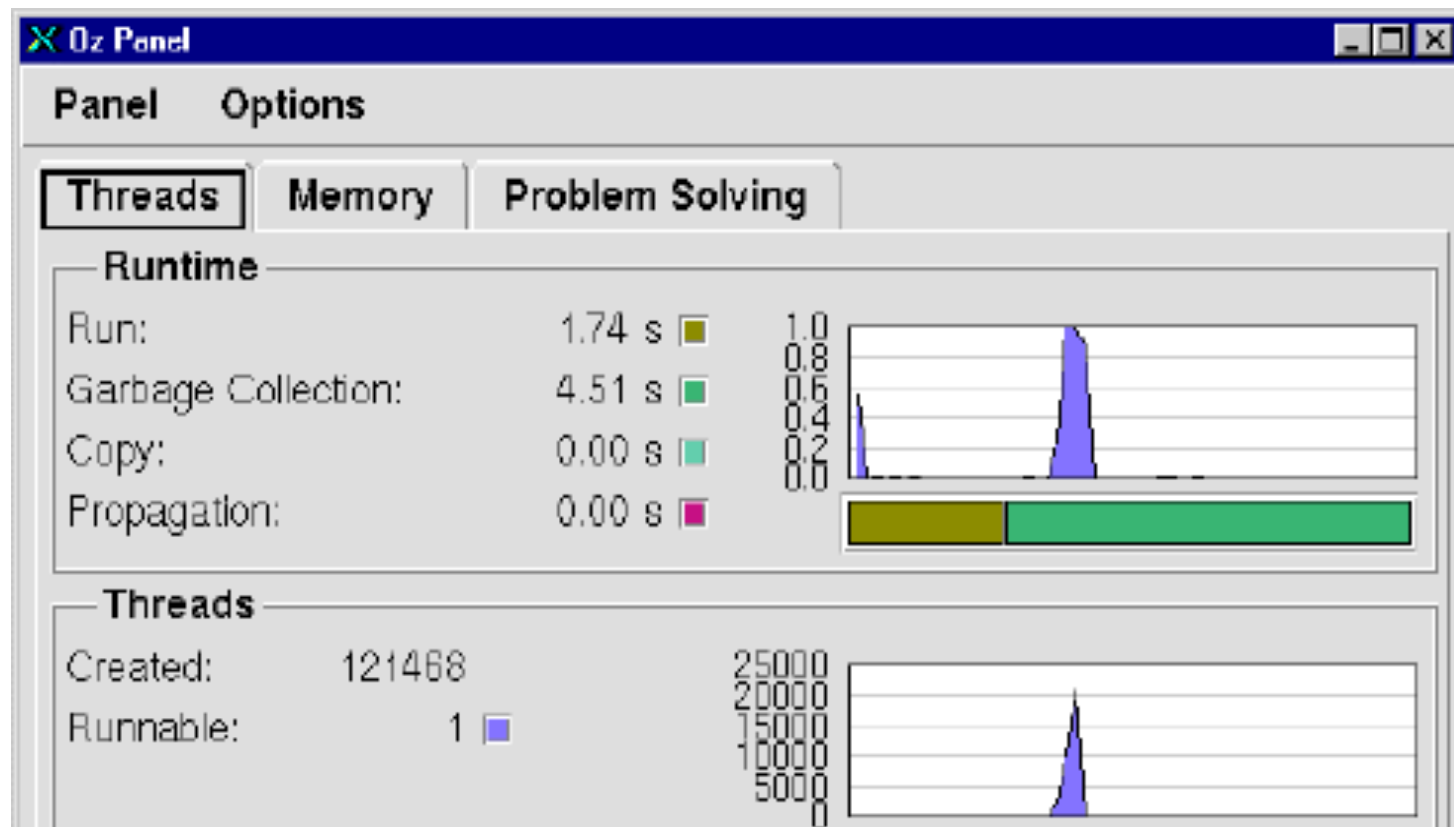 Oz Panel
Panel Options
Threads Memory Problem Solving
Runtime
Run: 1.74 s
Garbage Collection: 4.51 s
Copy: 0.00 s
Propagation: 0.00 s
1.0
0.8
0.6
0.4
0.2
0.0
Threads
Created: 121468
Runnable: 1
25000
20000
15000
10000
5000
0